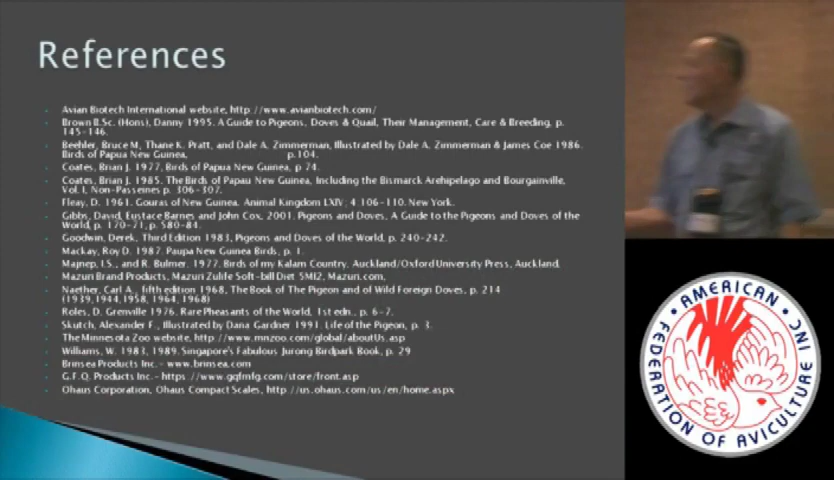 References
Avian Biotech International website, http://www.avianbiotech.com/
Brown B.Sc. (Hons), Danny 1995. A Guide to Pigeons, Doves & Quail, Their Management, Care & Breeding, p.
145-146.
Beehler, Bruce M, Thane K. Pratt, and Dale A. Zimmerman, Illustrated by Dale A. Zimmerman & James Coe 1986.
Birds of Papua New Guinea, p.104.
Coates, Brian J. 1977, Birds of Papua New Guinea, p 74.
Coates, Brian J. 1985. The Birds of Papau New Guinea, Including the Bismarck Archipelago and Bourgainville,
Vol. I, Non-Passeines p. 306-307.
Fleay, D. 1961. Gouras of New Guinea. Animal Kingdom LXIV; 4 106-110. New York.
Gibbs, David, Eustace Barnes and John Cox, 2001. Pigeons and Doves, A Guide to the Pigeons and Doves of the
World, p. 170-71, p. 580-84.
Goodwin, Derek, Third Edition 1983, Pigeons and Doves of the World, p. 240-242.
Mackay, Roy D. 1987. Paupa New Guinea Birds, p. 1.
Majnep, I.S., and R. Bulmer. 1977. Birds of my Kalam Country, Auckland/Oxford University Press, Auckland.
Mazuri Brand Products, Mazuri Zulife Soft-bill Diet 5MI2, Mazuri.com,
Naether, Carl A., fifth edition 1968, The Book of The Pigeon and of Wild Foreign Doves, p. 214
(1939,1944,1958, 1964, 1968)
Roles, D. Grenville 1976. Rare Pheasants of the World, 1st edn., p. 6-7.
Skutch, Alexander F., Illustrated by Dana Gardner 1991. Life of the Pigeon, p. 3.
The Minnesota Zoo website, http://www.mnzoo.com/global/aboutUs.asp
Williams, W. 1983, 1989. Singapore's Fabulous Jurong Birdpark Book, p. 29
Brinsea Products Inc.- www.brinsea.com
G.F.Q. Products Inc.- https://www.gqfmfg.com/store/front.asp
Ohaus Corporation, Ohaus Compact Scales, http://us.ohaus.com/us/en/home.aspx
AMERICAN
FEDERATION OF AVICULTURE INC.